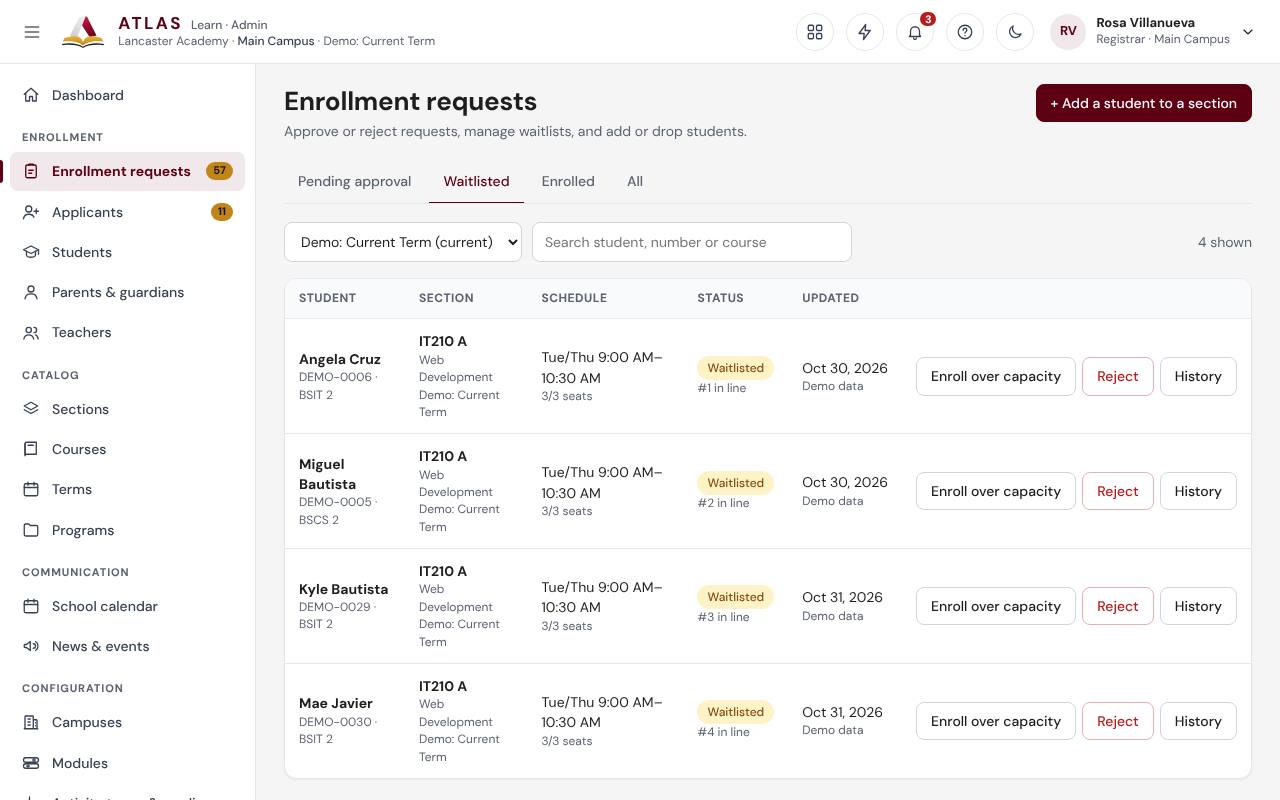 ATLAS Learn · Admin
Lancaster Academy · Main Campus · Demo: Current Term
3
RV
Rosa Villanueva
Registrar · Main Campus
Dashboard
ENROLLMENT
Enrollment requests 57
Applicants 11
Students
Parents & guardians
Teachers
CATALOG
Sections
Courses
Terms
Programs
COMMUNICATION
School calendar
News & events
CONFIGURATION
Campuses
Modules
Enrollment requests
Approve or reject requests, manage waitlists, and add or drop students.
+ Add a student to a section
Pending approval Waitlisted Enrolled All
Demo: Current Term (current)
Search student, number or course
4 shown
STUDENT SECTION SCHEDULE STATUS UPDATED
Angela Cruz
DEMO-0006 ·
BSIT 2
IT210 A
Web
Development
Demo: Current
Term
Tue/Thu 9:00 AM–
10:30 AM
3/3 seats
Waitlisted
#1 in line
Oct 30, 2026
Demo data
Enroll over capacity Reject History
Miguel
Bautista
DEMO-0005 ·
BSCS 2
IT210 A
Web
Development
Demo: Current
Term
Tue/Thu 9:00 AM–
10:30 AM
3/3 seats
Waitlisted
#2 in line
Oct 30, 2026
Demo data
Enroll over capacity Reject History
Kyle Bautista
DEMO-0029 ·
BSIT 2
IT210 A
Web
Development
Demo: Current
Term
Tue/Thu 9:00 AM–
10:30 AM
3/3 seats
Waitlisted
#3 in line
Oct 31, 2026
Demo data
Enroll over capacity Reject History
Mae Javier
DEMO-0030 ·
BSIT 2
IT210 A
Web
Development
Demo: Current
Term
Tue/Thu 9:00 AM–
10:30 AM
3/3 seats
Waitlisted
#4 in line
Oct 31, 2026
Demo data
Enroll over capacity Reject History